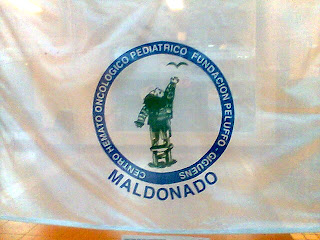 CENTRO HEMATO ONCOLOGICO PEDIATRICO FUNDACION PELUFFO - GIGUENS
MALDONADO